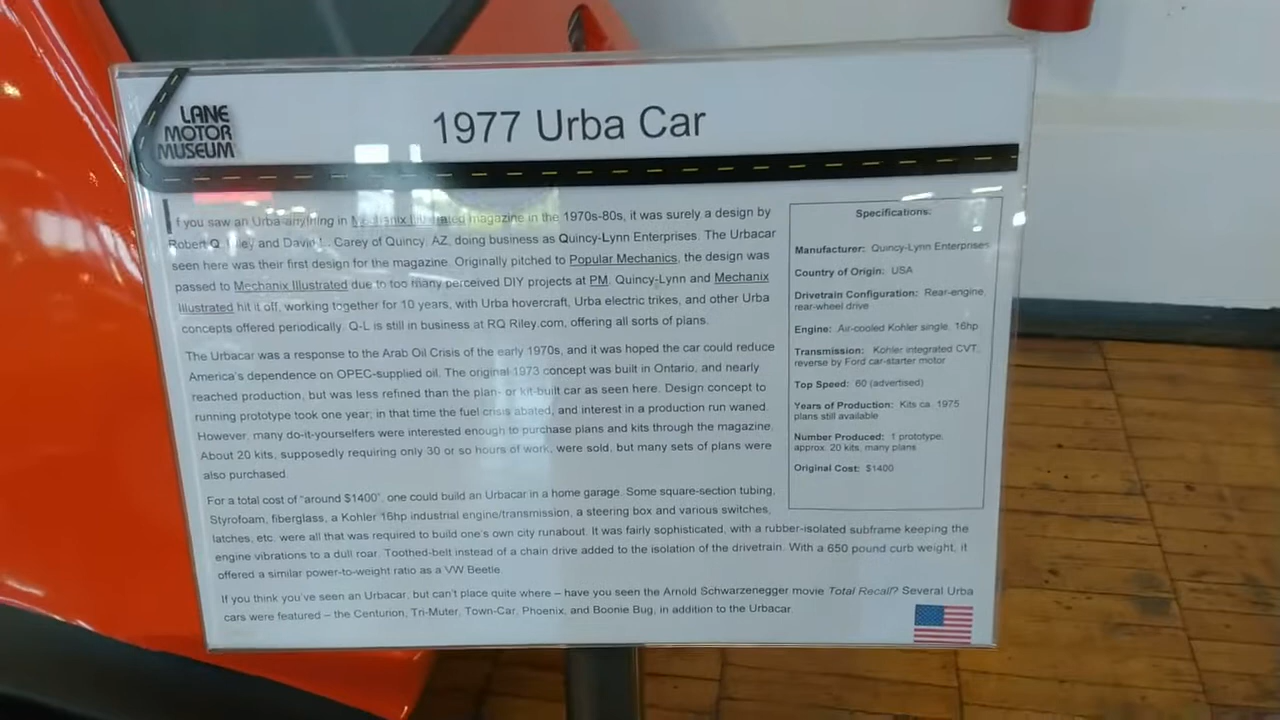 LANE
MOTOR
MUSEUM
1977 Urba Car
If you saw an Urba-anything in Mechanix Illustrated magazine in the 1970s-80s, it was surely a design by
Robert Q. Riley and David L. Carey of Quincy, AZ, doing business as Quincy-Lynn Enterprises. The Urbacar
seen here was their first design for the magazine. Originally pitched to Popular Mechanics, the design was
passed to Mechanix Illustrated due to too many perceived DIY projects at PM. Quincy-Lynn and Mechanix
Illustrated hit it off, working together for 10 years, with Urba hovercraft, Urba electric trikes, and other Urba
concepts offered periodically. Q-L is still in business at RQ Riley.com, offering all sorts of plans.
The Urbacar was a response to the Arab Oil Crisis of the early 1970s, and it was hoped the car could reduce
America's dependence on OPEC-supplied oil. The original 1973 concept was built in Ontario, and nearly
reached production, but was less refined than the plan- or kit-built car as seen here. Design concept to
running prototype took one year; in that time the fuel crisis abated, and interest in a production run waned.
However, many do-it-yourselfers were interested enough to purchase plans and kits through the magazine.
About 20 kits, supposedly requiring only 30 or so hours of work, were sold, but many sets of plans were
also purchased.
For a total cost of "around $1400", one could build an Urbacar in a home garage. Some square-section tubing,
Styrofoam, fiberglass, a Kohler 16hp industrial engine/transmission, a steering box and various switches,
latches, etc. were all that was required to build one's own city runabout. It was fairly sophisticated, with a rubber-isolated subframe keeping the
engine vibrations to a dull roar. Toothed-belt instead of a chain drive added to the isolation of the drivetrain. With a 650 pound curb weight, it
offered a similar power-to-weight ratio as a VW Beetle.
If you think you've seen an Urbacar, but can't place quite where – have you seen the Arnold Schwarzenegger movie Total Recall? Several Urba
cars were featured – the Centurion, Tri-Muter, Town-Car, Phoenix, and Boonie Bug, in addition to the Urbacar.
Specifications:
Manufacturer: Quincy-Lynn Enterprises
Country of Origin: USA
Drivetrain Configuration: Rear-engine,
rear-wheel drive
Engine: Air-cooled Kohler single, 16hp
Transmission: Kohler integrated CVT,
reverse by Ford car-starter motor
Top Speed: 60 (advertised)
Years of Production: Kits ca. 1975
plans still available
Number Produced: 1 prototype,
approx. 20 kits, many plans
Original Cost: $1400